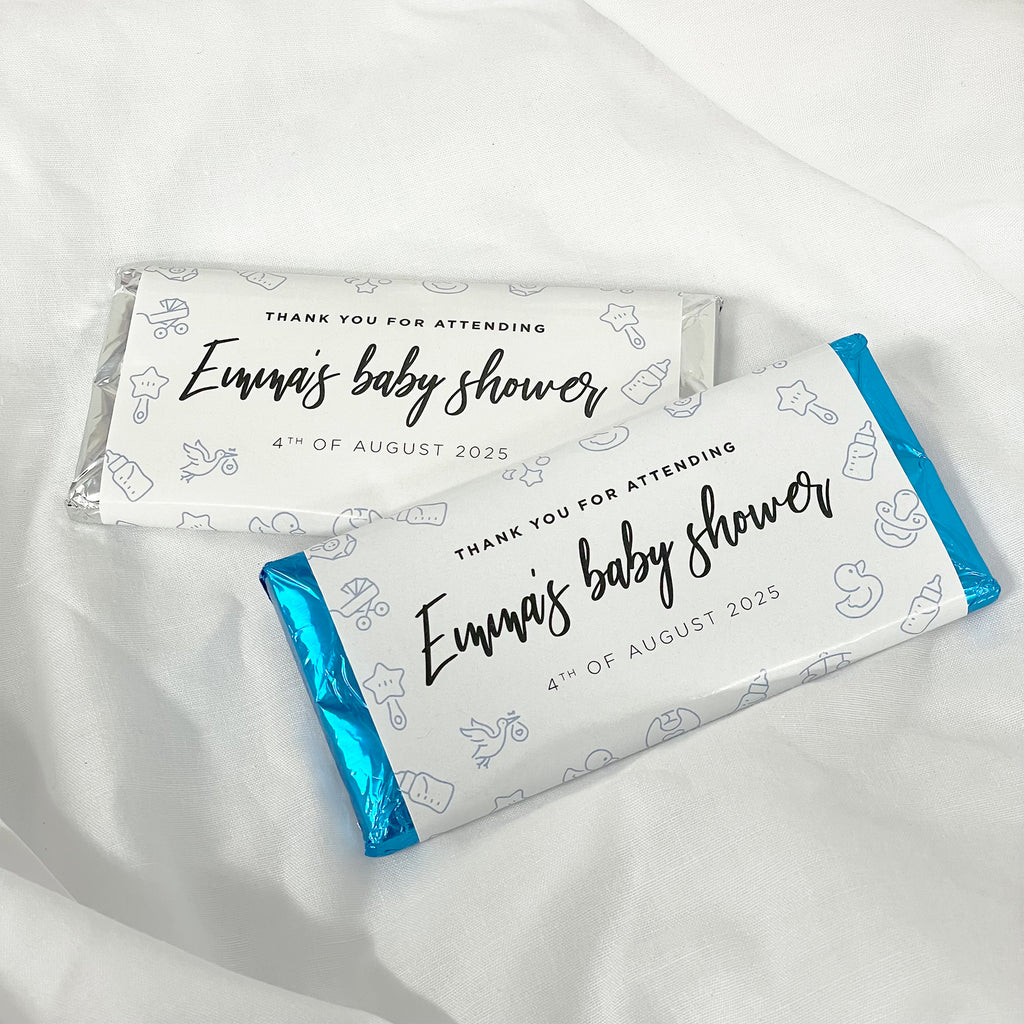 THANK YOU FOR ATTENDING
Emma's baby shower
4TH OF AUGUST 2025
THANK YOU FOR ATTENDING
Emma's baby shower
4TH OF AUGUST 2025